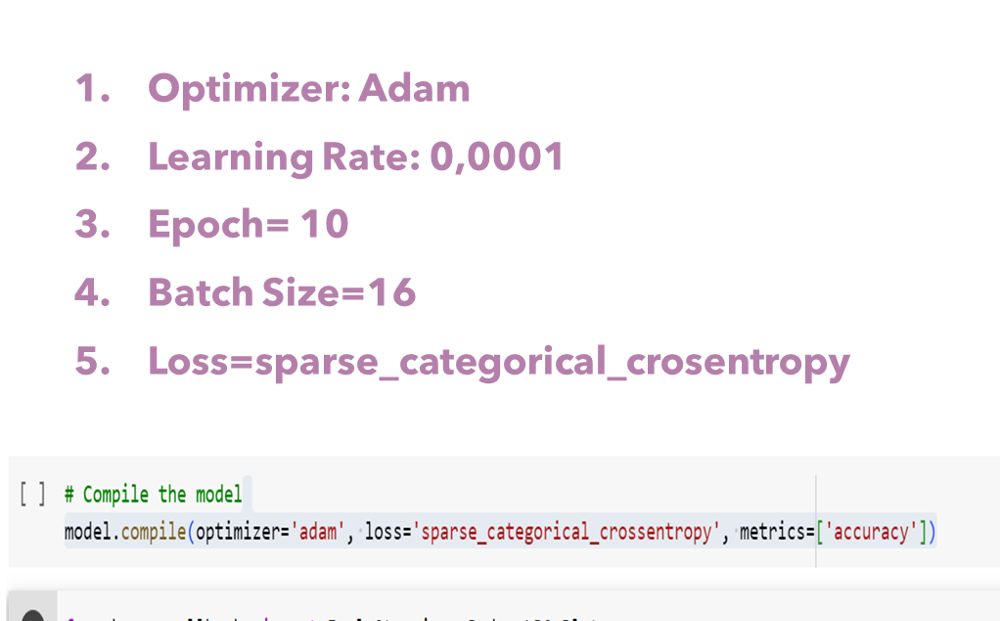 1. Optimizer: Adam
2. Learning Rate: 0,0001
3. Epoch= 10
4. Batch Size=16
5. Loss=sparse_categorical_crosentropy
[ ] # Compile the model
model.compile(optimizer='adam', loss='sparse_categorical_crossentropy', metrics=['accuracy'])